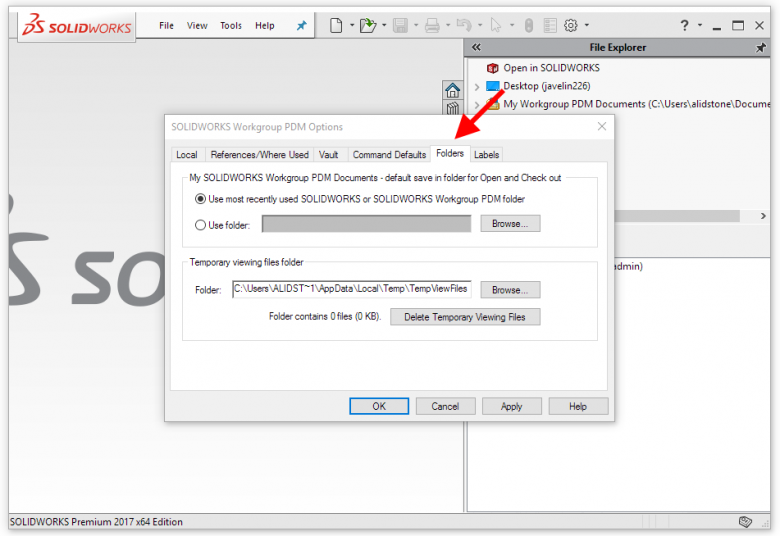 SOLIDWORKS File View Tools Help ?
File Explorer
Open in SOLIDWORKS
Desktop (javelin226)
My Workgroup PDM Documents (C:\Users\alidstone\Docume
SOLIDWORKS Workgroup PDM Options
Local References/Where Used Vault Command Defaults Folders Labels
My SOLIDWORKS Workgroup PDM Documents - default save in folder for Open and Check out
Use most recently used SOLIDWORKS or SOLIDWORKS Workgroup PDM folder
Use folder: Browse...
Temporary viewing files folder
dmin)
Folder: C:\Users\ALIDST~1\AppData\Local\Temp\TempViewFiles Browse...
Folder contains 0 files (0 KB). Delete Temporary Viewing Files
OK Cancel Apply Help
SO
SOLIDWORKS Premium 2017 x64 Edition